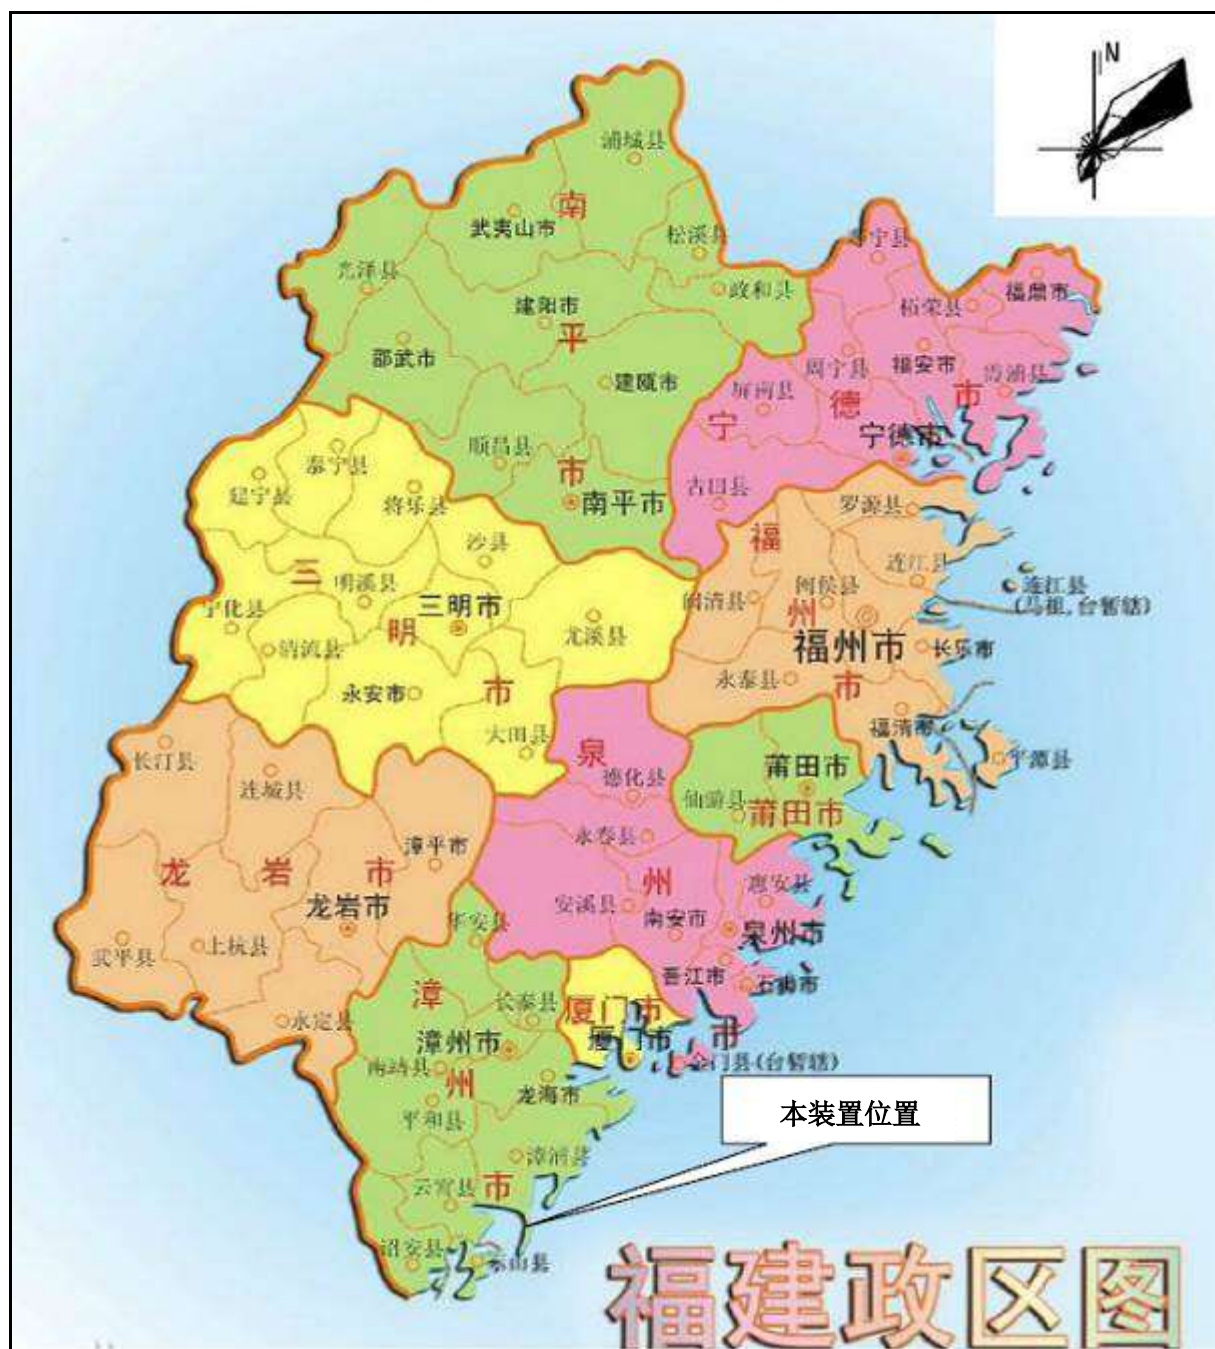 N
浦城县
南
武夷山市
松溪县
光泽县
政和县
建阳市
平
邵武市
建瓯市
顺昌县
市
南平市
福鼎市
福安市
周宁县
屏南县
德
市
宁
宁德市
古田县
泰宁县
建宁县
将乐县
沙县
三
明溪县
三明市
宁化县
明
清流县
尤溪县
永安市
市
大田县
罗源县
福
连江县
闽侯县
连江县
(马祖,台暂辖)
闽清县
州
福州市
长乐市
永泰县
市
福清市
平潭县
莆田市
仙游县
莆田市
泉
德化县
永春县
州
惠安县
安溪县
南安市
泉州市
晋江市
石狮市
市
长汀县
连城县
漳平市
龙
岩
市
龙岩市
武平县
上杭县
永定县
华安县
漳
长泰县
厦门市
厦门市
金门县(台暂辖)
漳州市
南靖县
州
龙海市
平和县
漳浦县
云霄县
市
诏安县
东山县
本装置位置
福建政区图